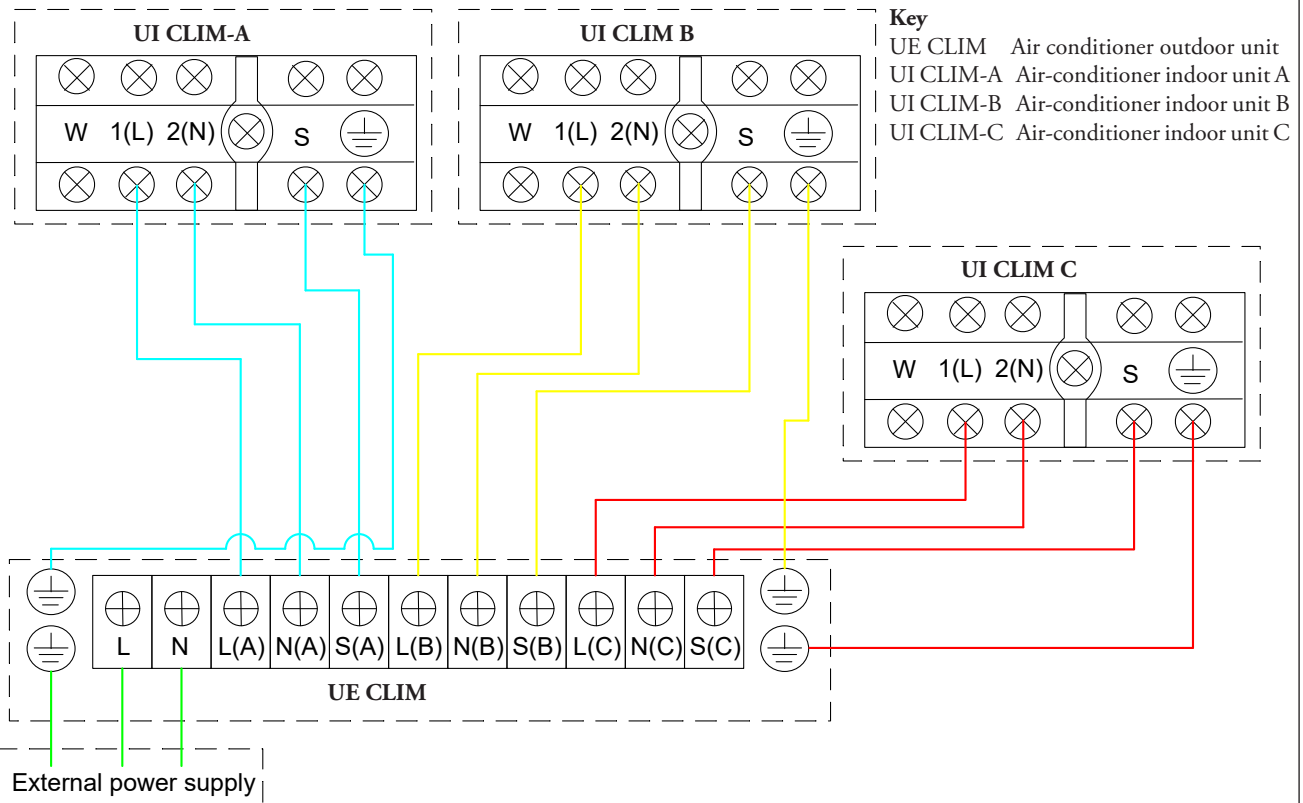 UI CLIM-A
W 1(L) 2(N) S
UI CLIM B
W 1(L) 2(N) S
Key
UE CLIM Air conditioner outdoor unit
UI CLIM-A Air-conditioner indoor unit A
UI CLIM-B Air-conditioner indoor unit B
UI CLIM-C Air-conditioner indoor unit C
UI CLIM C
W 1(L) 2(N) S
L N L(A) N(A) S(A) L(B) N(B) S(B) L(C) N(C) S(C)
UE CLIM
External power supply